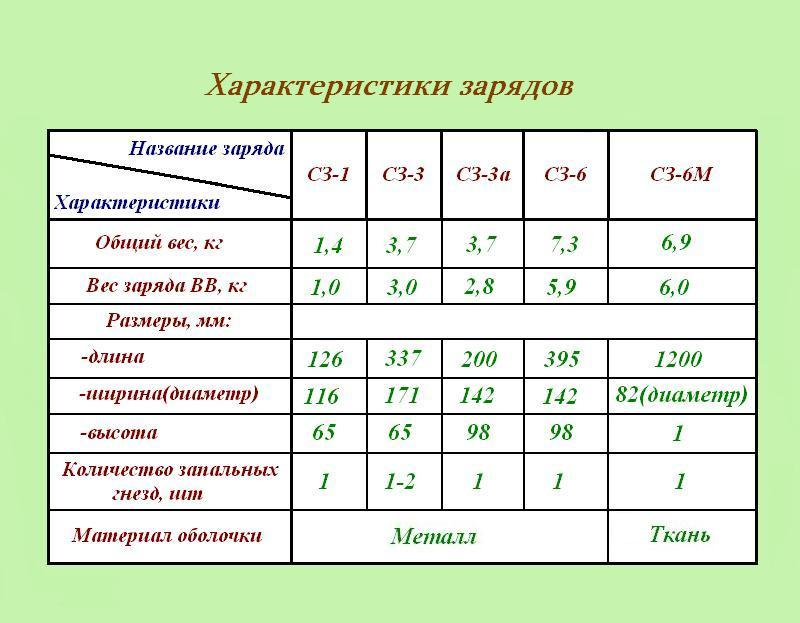 Характеристики зарядов
Название заряда
Характеристики
СЗ-1 СЗ-3 СЗ-3а СЗ-6 СЗ-6М
Общий вес, кг 1,4 3,7 3,7 7,3 6,9
Вес заряда ВВ, кг 1,0 3,0 2,8 5,9 6,0
Размеры, мм:
-длина 126 337 200 395 1200
-ширина(диаметр) 116 171 142 142 82(диаметр)
-высота 65 65 98 98 1
Количество запальных
гнезд, шт 1 1-2 1 1 1
Материал оболочки Металл Ткань